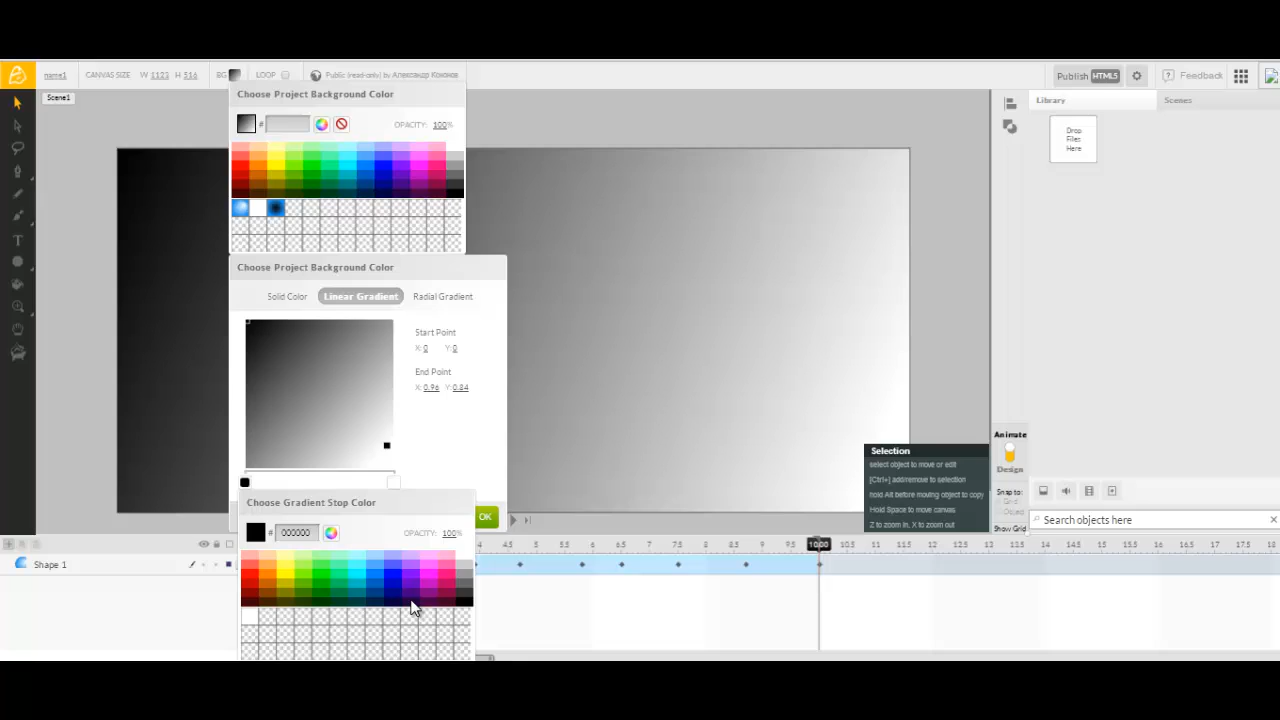 name1
CANVAS SIZE W 1123 H 516
BG
LOOP
Public (read-only) by Александр Кононов
Publish HTML5
Feedback
Scene1
Library
Scenes
Drop
Files
Here
Choose Project Background Color
#
OPACITY: 100%
Choose Project Background Color
Solid Color
Linear Gradient
Radial Gradient
Start Point
X: 0 Y: 0
End Point
X: 0.96 Y: 0.84
OK
Choose Gradient Stop Color
# 000000
OPACITY: 100%
Selection
select object to move or edit
[Ctrl+] add/remove to selection
hold Alt before moving object to copy
Hold Space to move canvas
Z to zoom in, X to zoom out
Animate
Design
Snap to:
Grid
Show Grid
Search objects here
4 4.5 5 5.5 6 6.5 7 7.5 8 8.5 9 9.5 10.00 10.5 11 11.5 12 12.5 13 13.5 14 14.5 15 15.5 16 16.5 17 17.5 18
Shape 1